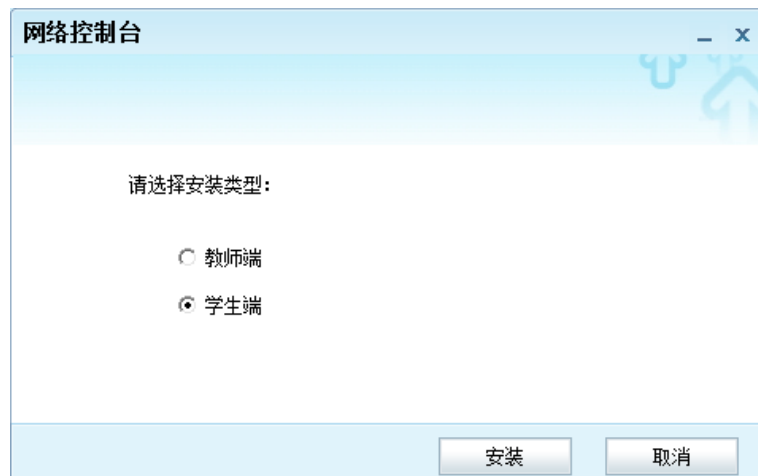 网络控制台
请选择安装类型：
教师端
学生端
安装
取消